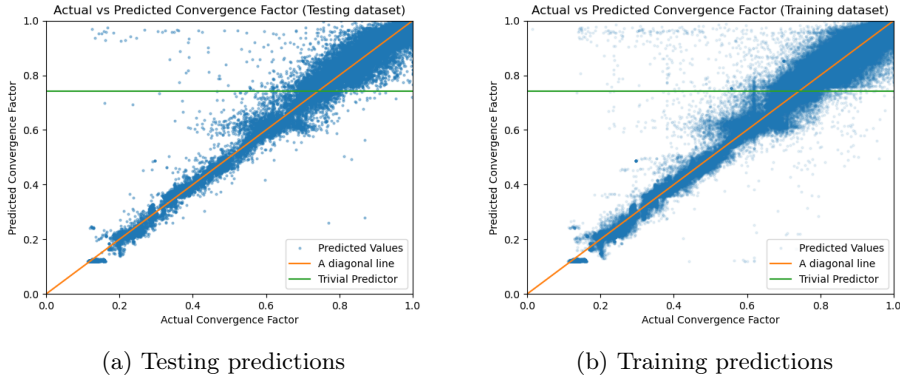 Actual vs Predicted Convergence Factor (Testing dataset)
1.0
0.8
0.6
0.4
0.2
0.0
Predicted Convergence Factor
0.0 0.2 0.4 0.6 0.8 1.0
Actual Convergence Factor
Predicted Values
A diagonal line
Trivial Predictor
(a) Testing predictions
Actual vs Predicted Convergence Factor (Training dataset)
1.0
0.8
0.6
0.4
0.2
0.0
Predicted Convergence Factor
0.0 0.2 0.4 0.6 0.8 1.0
Actual Convergence Factor
Predicted Values
A diagonal line
Trivial Predictor
(b) Training predictions